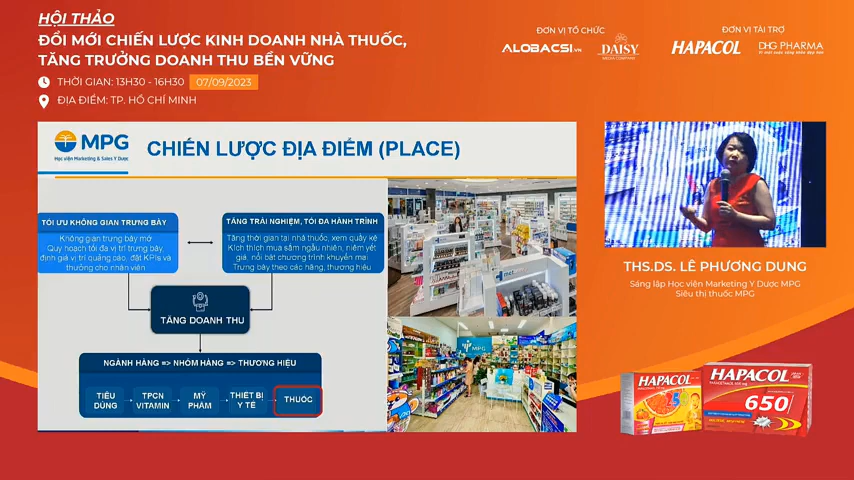 HỘI THẢO
ĐỔI MỚI CHIẾN LƯỢC KINH DOANH NHÀ THUỐC,
TĂNG TRƯỞNG DOANH THU BỀN VỮNG
THỜI GIAN: 13H30 - 16H30 07/09/2023
ĐỊA ĐIỂM: TP. HỒ CHÍ MINH
ĐƠN VỊ TỔ CHỨC
ALOBACSI.VN
DAISY
MEDIA COMPANY
ĐƠN VỊ TÀI TRỢ
HAPACOL
DHG PHARMA
MPG
Học viện Marketing & Sales Y Dược
CHIẾN LƯỢC ĐỊA ĐIỂM (PLACE)
TỐI ƯU KHÔNG GIAN TRƯNG BÀY
Không gian trưng bày mở
Quy hoạch tối đa vị trí trưng bày,
định giá vị trí quảng cáo, đặt KPIs và
thưởng cho nhân viên
TĂNG TRẢI NGHIỆM, TỐI ĐA HÀNH TRÌNH
Tăng thời gian tại nhà thuốc, xem quầy kệ
Kích thích mua sắm ngẫu nhiên, niêm yết
giá, nổi bật chương trình khuyến mại
Trưng bày theo các hãng, thương hiệu
TĂNG DOANH THU
NGÀNH HÀNG => NHÓM HÀNG => THƯƠNG HIỆU
TIÊU
DÙNG
TPCN
VITAMIN
MỸ
PHẨM
THIẾT BỊ
Y TẾ
THUỐC
MPG
THS.DS. LÊ PHƯƠNG DUNG
Sáng lập Học viện Marketing Y Dược MPG
Siêu thị thuốc MPG
HAPACOL
HAPACOL
650